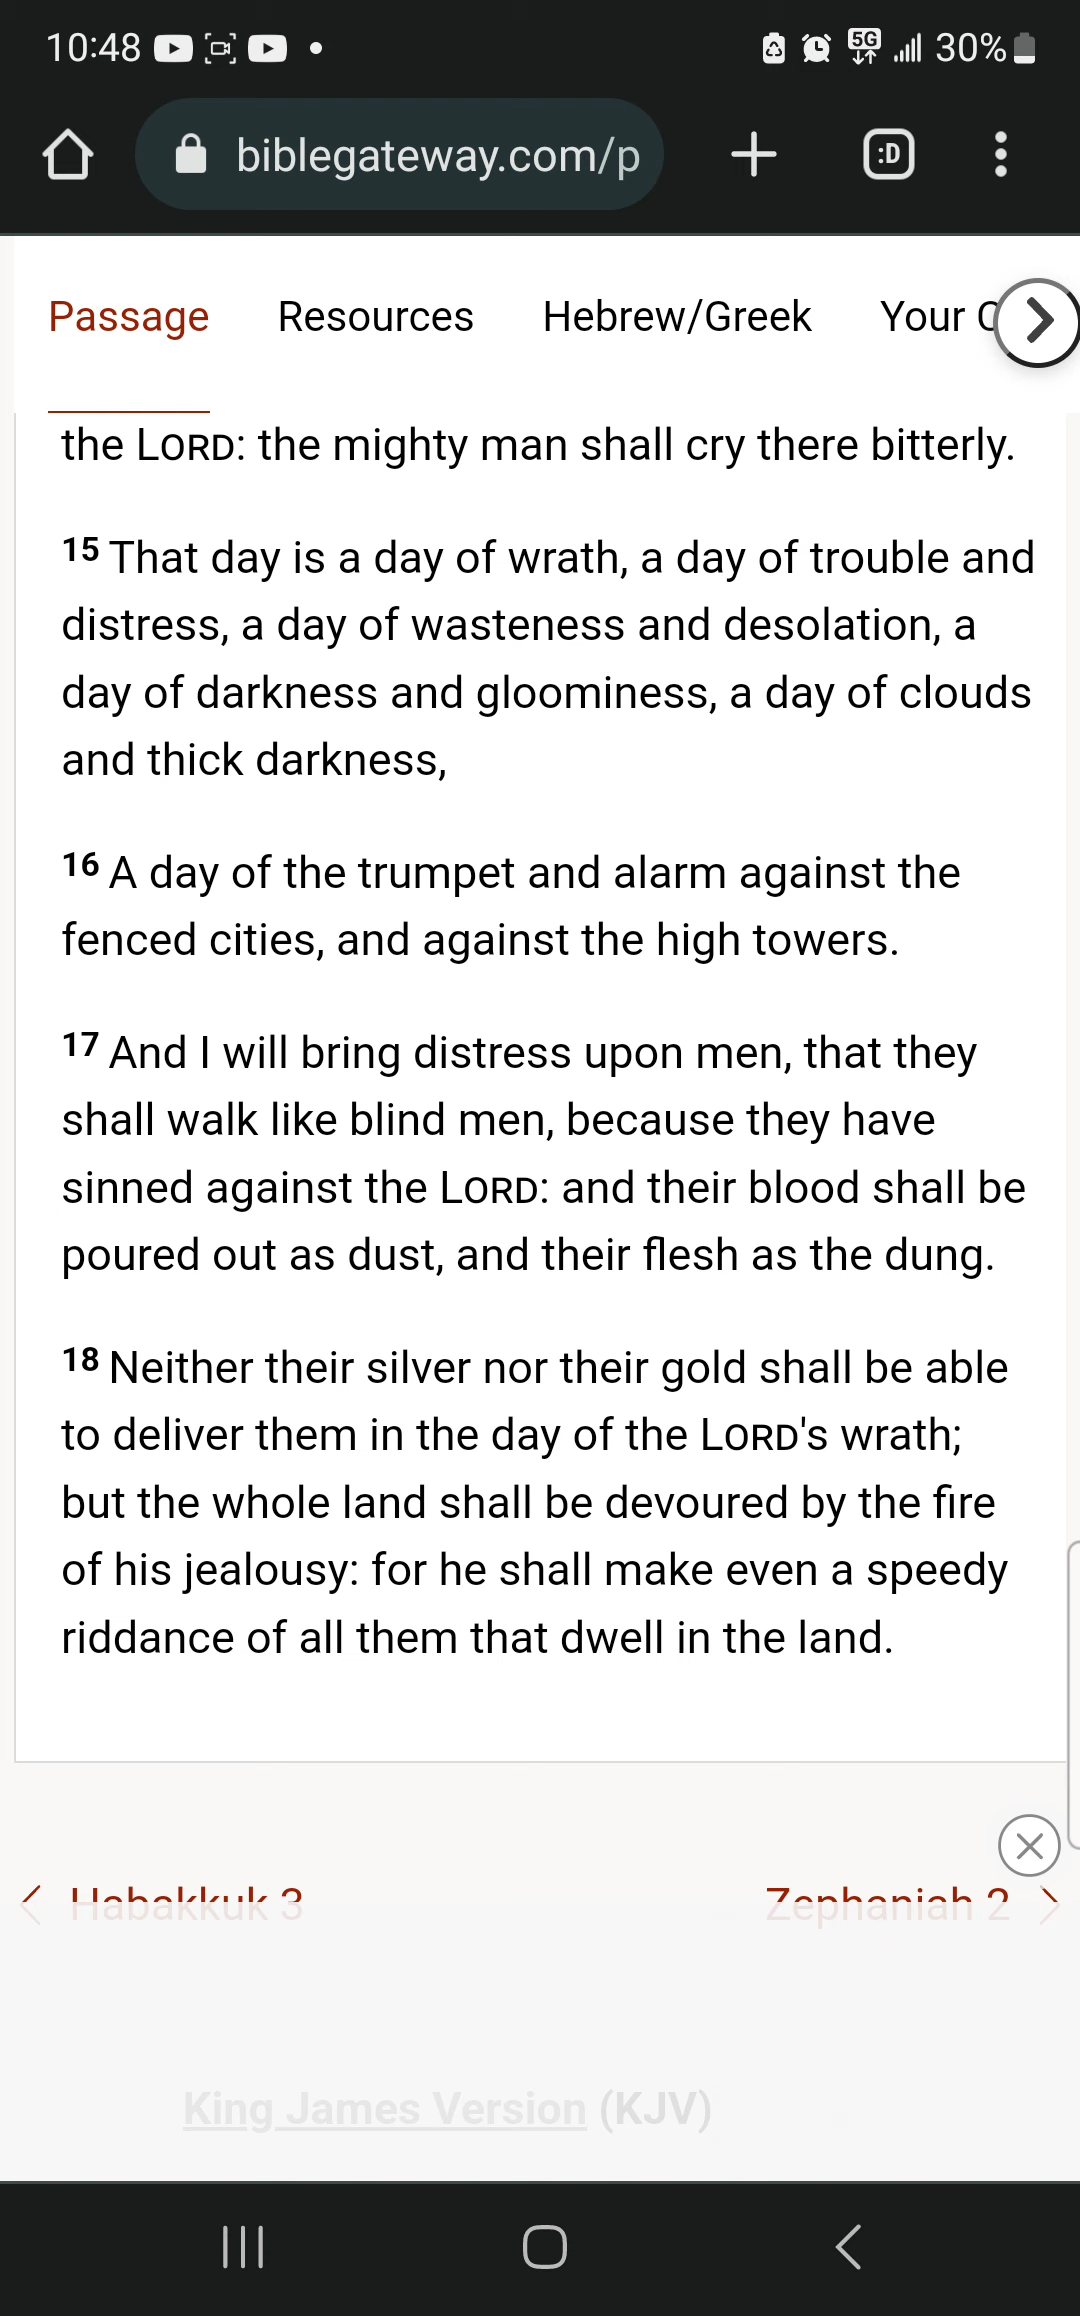 10:48 5G 30%
biblegateway.com/p :D
Passage Resources Hebrew/Greek Your
the LORD: the mighty man shall cry there bitterly.
15 That day is a day of wrath, a day of trouble and
distress, a day of wasteness and desolation, a
day of darkness and gloominess, a day of clouds
and thick darkness,
16 A day of the trumpet and alarm against the
fenced cities, and against the high towers.
17 And I will bring distress upon men, that they
shall walk like blind men, because they have
sinned against the LORD: and their blood shall be
poured out as dust, and their flesh as the dung.
18 Neither their silver nor their gold shall be able
to deliver them in the day of the LORD's wrath;
but the whole land shall be devoured by the fire
of his jealousy: for he shall make even a speedy
riddance of all them that dwell in the land.
Habakkuk 3 Zephaniah 2
King James Version (KJV)